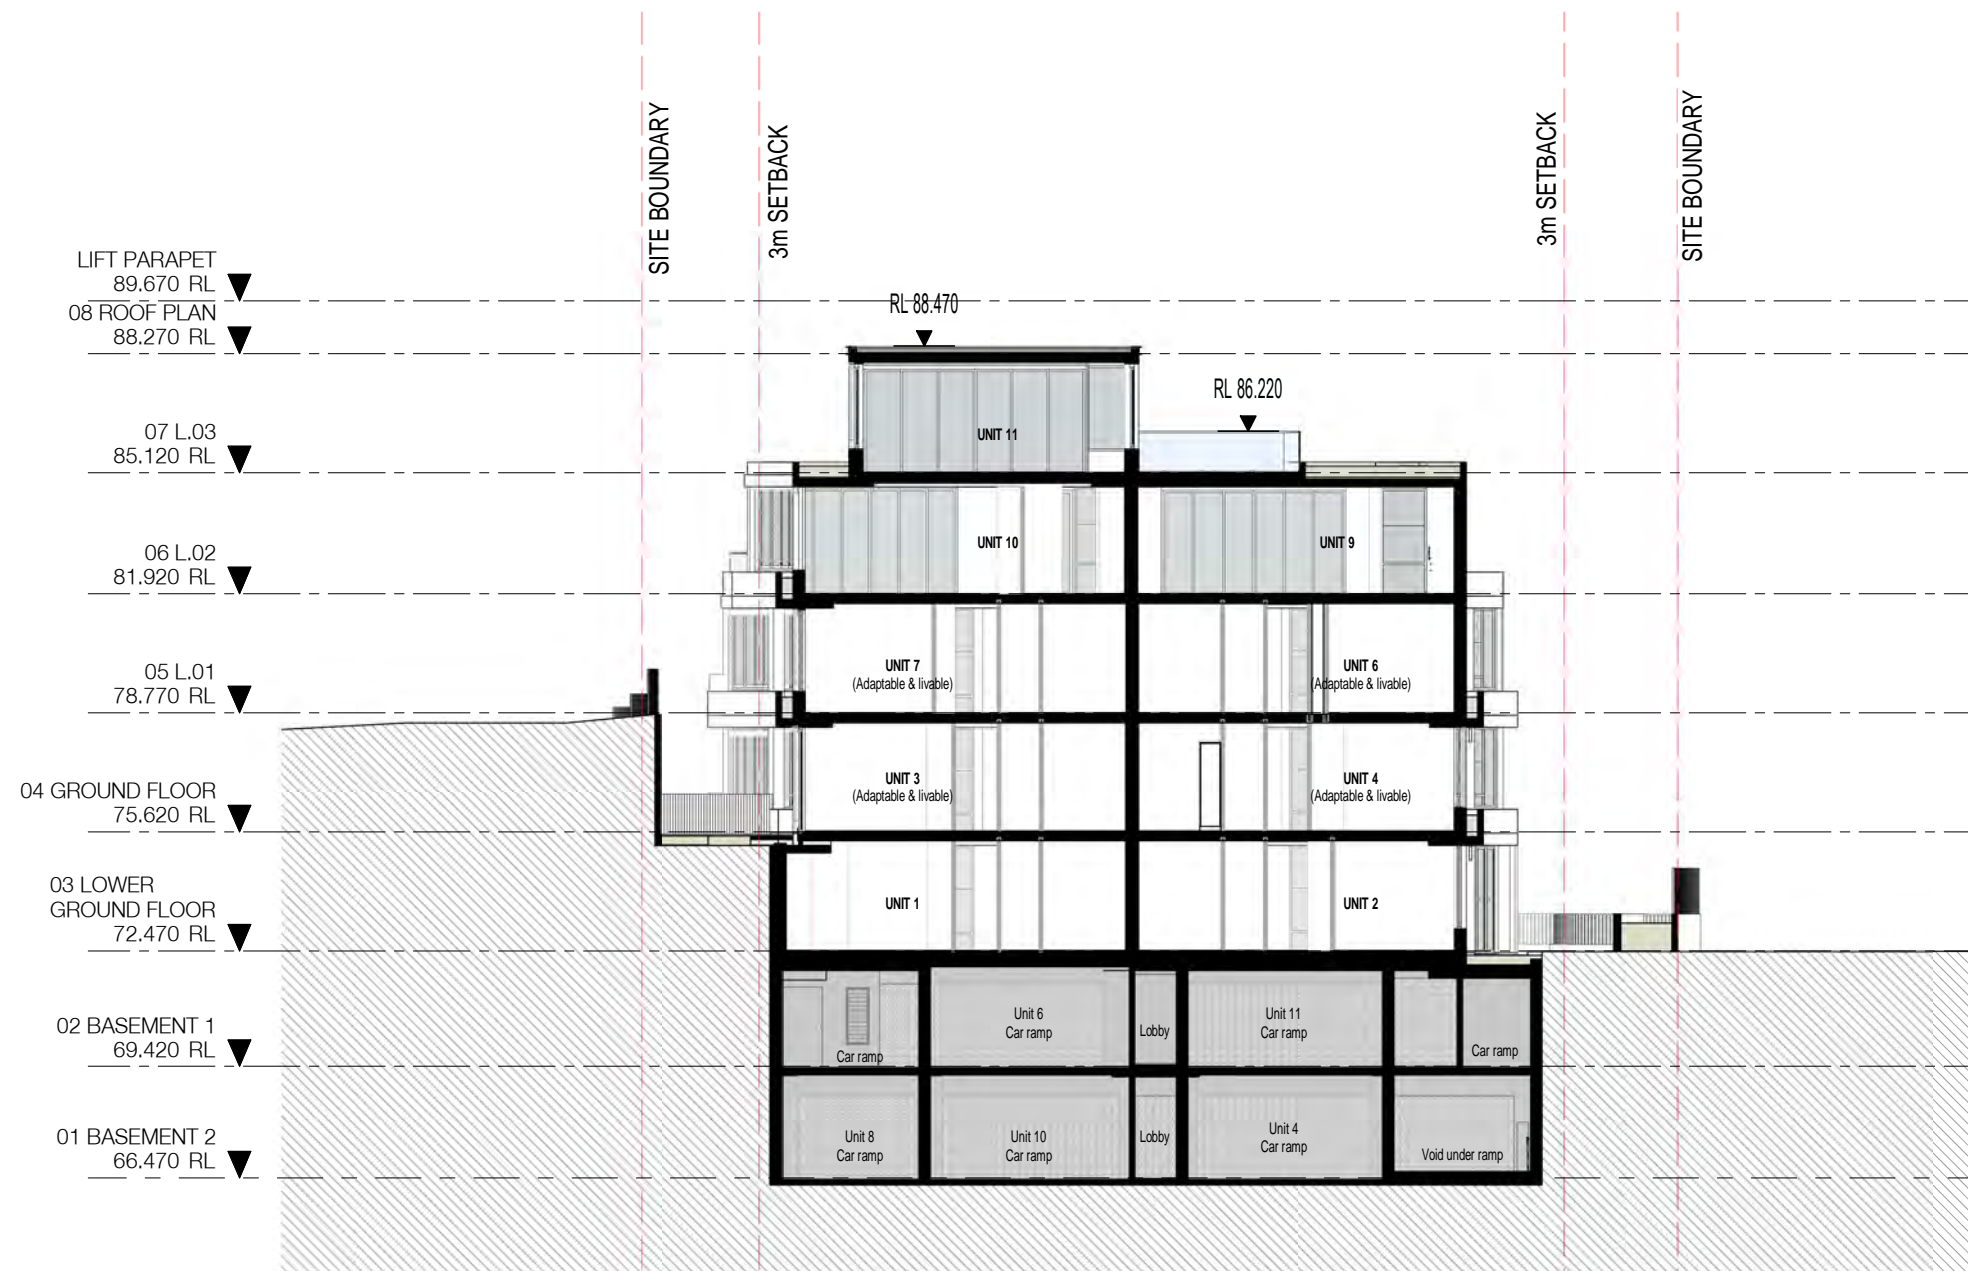 SITE BOUNDARY
3m SETBACK
3m SETBACK
SITE BOUNDARY
LIFT PARAPET
89.670 RL
08 ROOF PLAN
88.270 RL
07 L.03
85.120 RL
06 L.02
81.920 RL
05 L.01
78.770 RL
04 GROUND FLOOR
75.620 RL
03 LOWER
GROUND FLOOR
72.470 RL
02 BASEMENT 1
69.420 RL
01 BASEMENT 2
66.470 RL
RL 88.470
RL 86.220
UNIT 11
UNIT 10
UNIT 9
UNIT 7
(Adaptable & livable)
UNIT 6
(Adaptable & livable)
UNIT 3
(Adaptable & livable)
UNIT 4
(Adaptable & livable)
UNIT 1
UNIT 2
Car ramp
Unit 6
Car ramp
Lobby
Unit 11
Car ramp
Car ramp
Unit 8
Car ramp
Unit 10
Car ramp
Lobby
Unit 4
Car ramp
Void under ramp